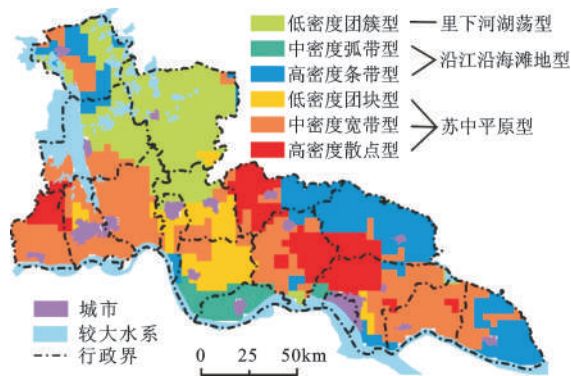 低密度团簇型 里下河湖荡型
中密度弧带型
沿江沿海滩地型
高密度条带型
低密度团块型
中密度宽带型 苏中平原型
高密度散点型
城市
较大水系
行政界
0 25 50km